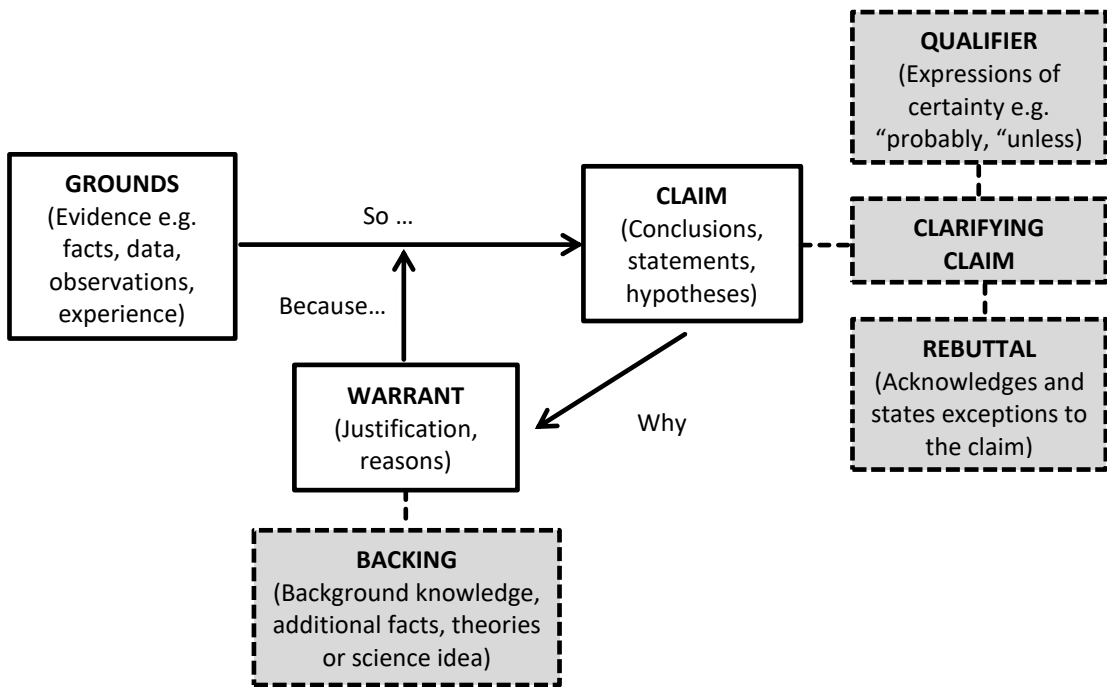 QUALIFIER
(Expressions of
certainty e.g.
“probably, “unless)
GROUNDS
(Evidence e.g.
facts, data,
observations,
experience)
So …
Because…
CLAIM
(Conclusions,
statements,
hypotheses)
CLARIFYING
CLAIM
REBUTTAL
(Acknowledges and
states exceptions to
the claim)
WARRANT
(Justification,
reasons)
Why
BACKING
(Background knowledge,
additional facts, theories
or science idea)